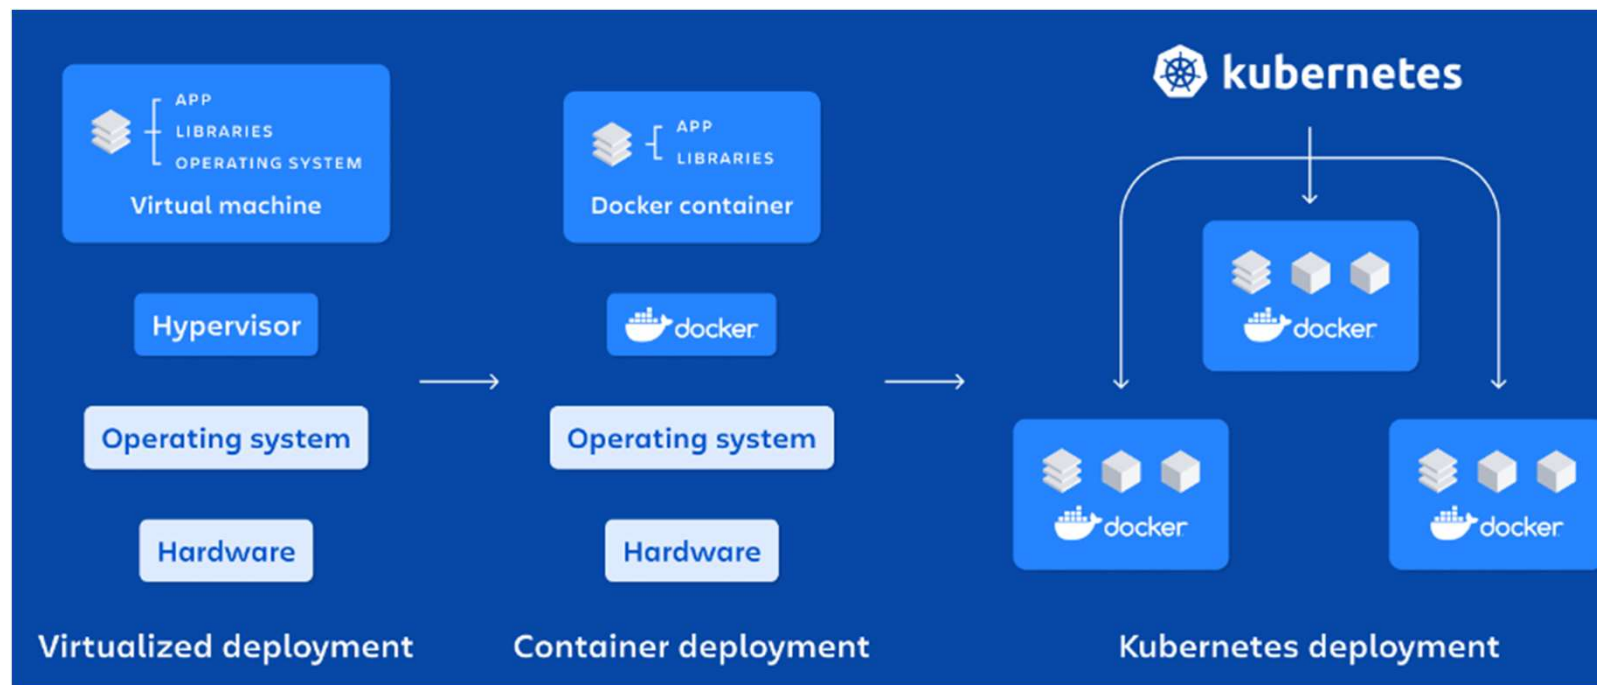 APP
LIBRARIES
OPERATING SYSTEM
Virtual machine
Hypervisor
Operating system
Hardware
Virtualized deployment
APP
LIBRARIES
Docker container
docker
Operating system
Hardware
Container deployment
kubernetes
docker
docker
docker
Kubernetes deployment